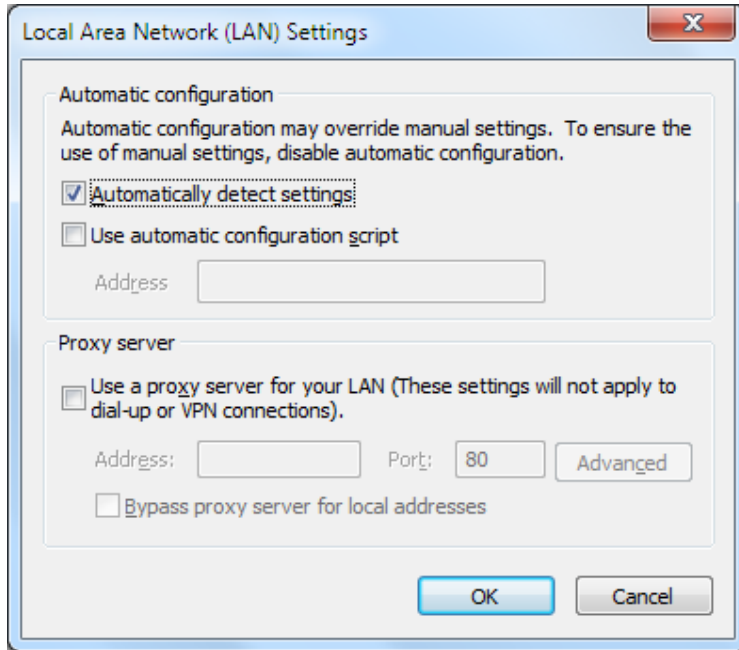 Local Area Network (LAN) Settings
Automatic configuration
Automatic configuration may override manual settings. To ensure the
use of manual settings, disable automatic configuration.
Automatically detect settings
Use automatic configuration script
Address
Proxy server
Use a proxy server for your LAN (These settings will not apply to
dial-up or VPN connections).
Address: Port: 80 Advanced
Bypass proxy server for local addresses
OK Cancel